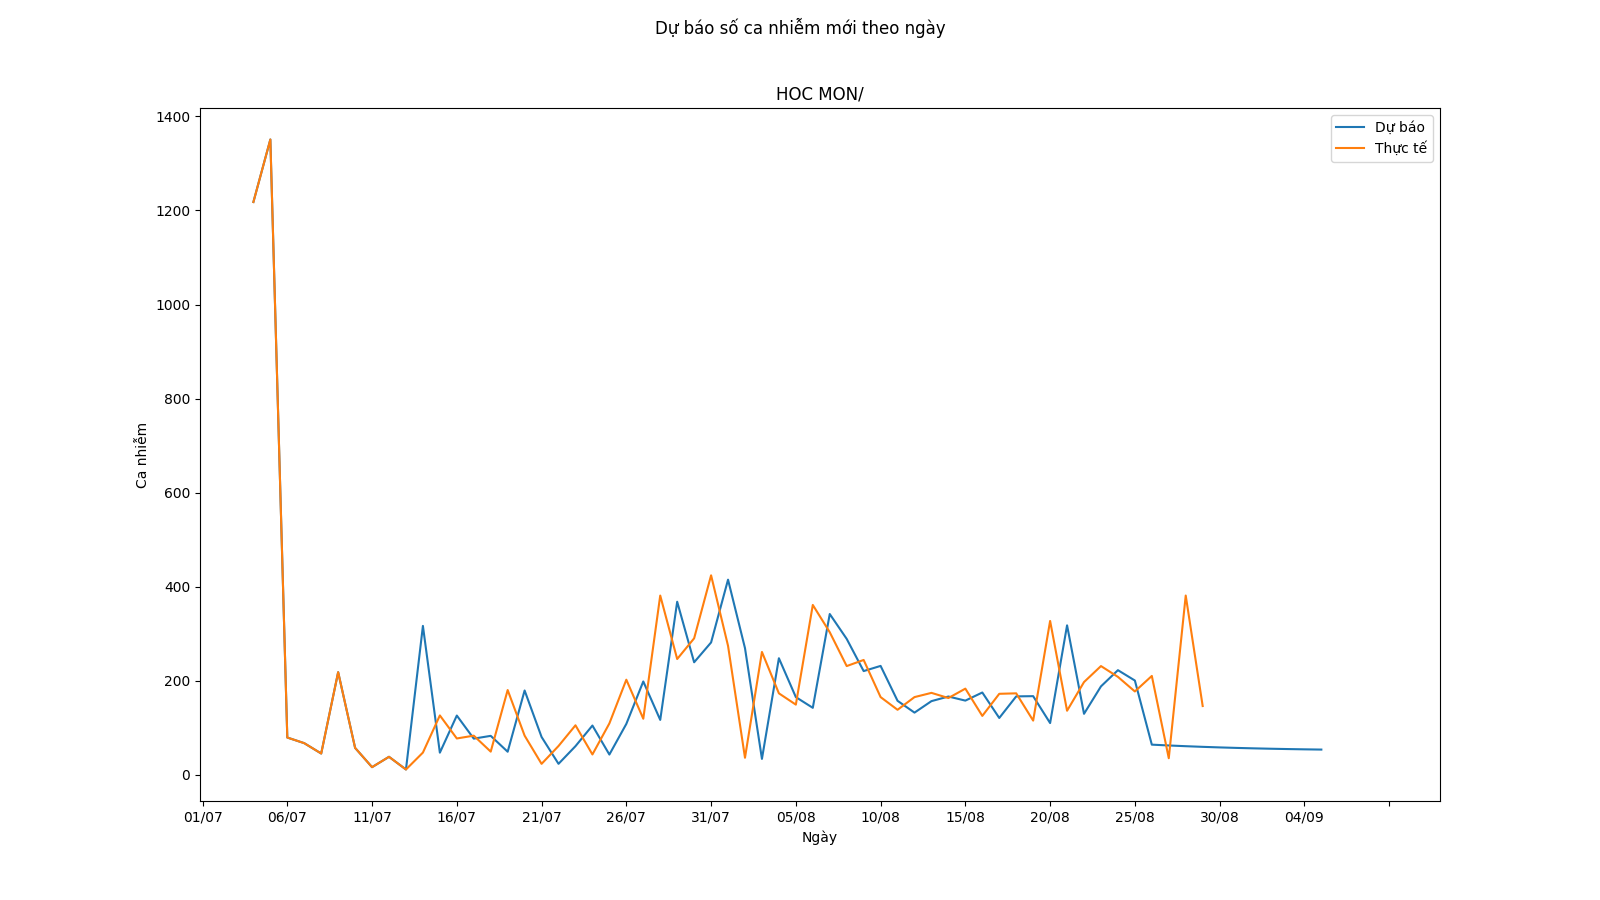 Dự báo số ca nhiễm mới theo ngày
HOC MON/
Dự báo
Thực tế
1400
1200
1000
800
600
400
200
0
Ca nhiễm
01/07 06/07 11/07 16/07 21/07 26/07 31/07 05/08 10/08 15/08 20/08 25/08 30/08 04/09
Ngày